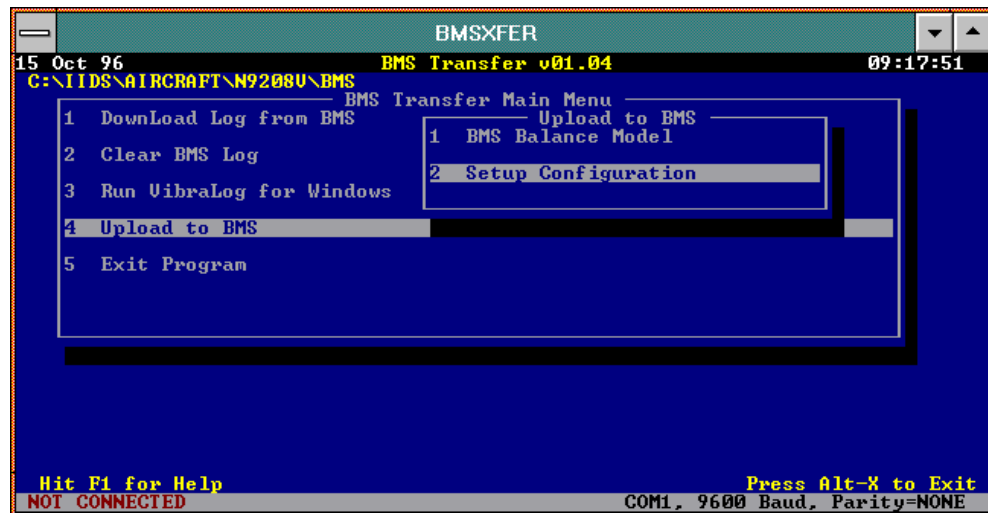 BMSXFER
15 Oct 96 BMS Transfer v01.04 09:17:51
C:\IIDS\AIRCRAFT\N9208V\BMS
BMS Transfer Main Menu
1 DownLoad Log from BMS
2 Clear BMS Log
3 Run VibraLog for Windows
4 Upload to BMS
5 Exit Program
Upload to BMS
1 BMS Balance Model
2 Setup Configuration
Hit F1 for Help Press Alt-X to Exit
NOT CONNECTED COM1, 9600 Baud, Parity=NONE